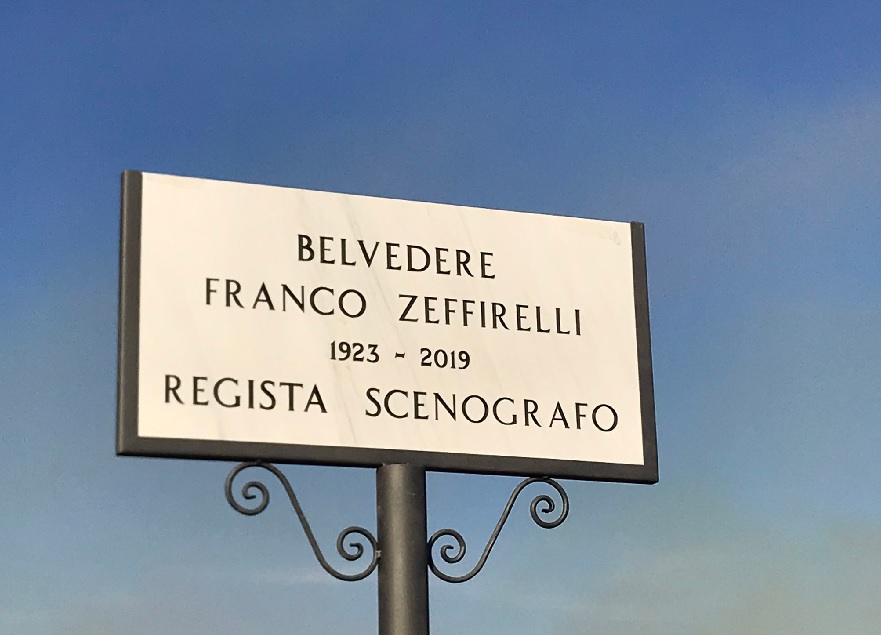 BELVEDERE
FRANCO ZEFFIRELLI
1923 - 2019
REGISTA SCENOGRAFO